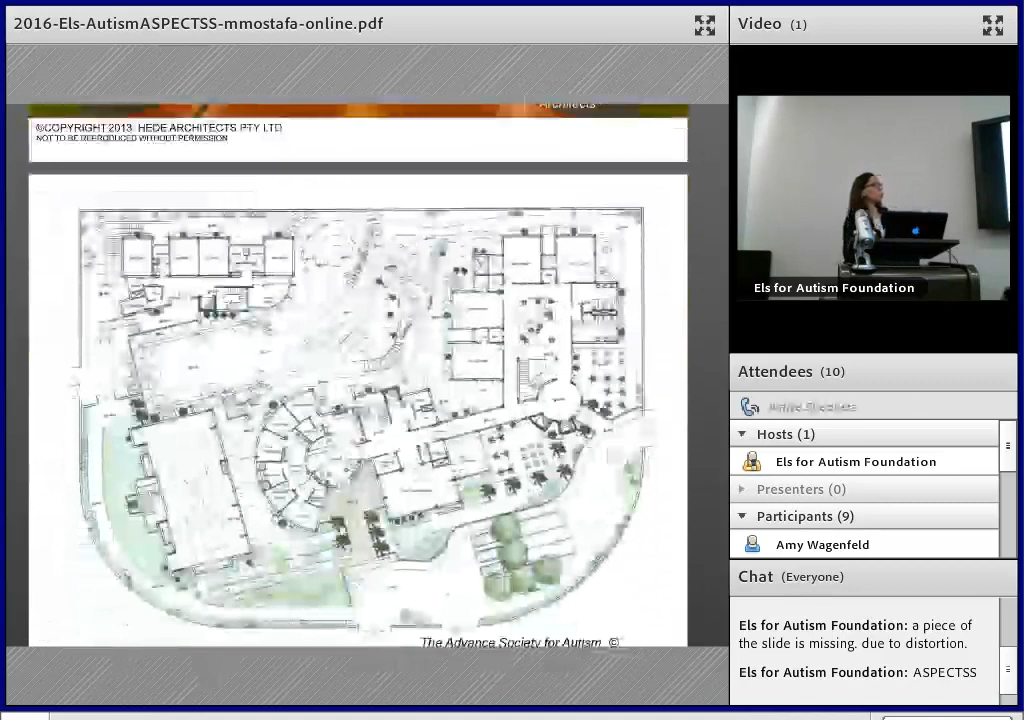 2016-Els-AutismASPECTSS-mmostafa-online.pdf
Architects
©COPYRIGHT 2013 HEDE ARCHITECTS PTY LTD
NOT TO BE REPRODUCED WITHOUT PERMISSION
The Advance Society for Autism ©
Video (1)
Els for Autism Foundation
Attendees (10)
Active Speakers
Hosts (1)
Els for Autism Foundation
Presenters (0)
Participants (9)
Amy Wagenfeld
Chat (Everyone)
Els for Autism Foundation: a piece of
the slide is missing. due to distortion.
Els for Autism Foundation: ASPECTSS